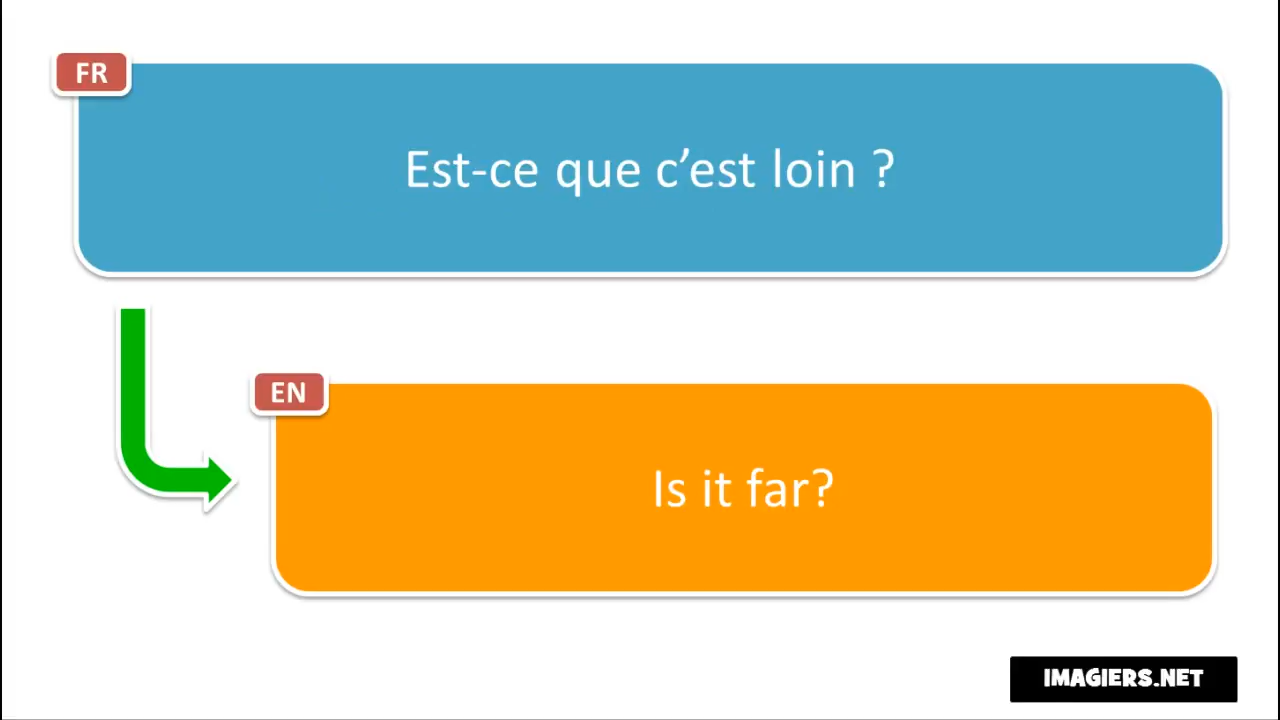 FR
Est-ce que c’est loin ?
EN
Is it far?
IMAGIERS.NET